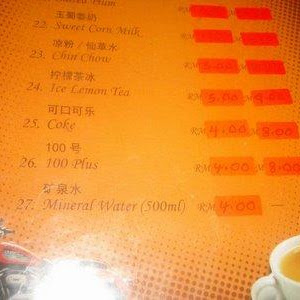 玉蜀黍奶
22. Sweet Corn Milk
凉粉 / 仙草水
23. Chin Chow
柠檬茶冰
24. Ice Lemon Tea RM 5.00 M 9.00
可口可乐
25. Coke RM 4.00 M 8.00
100 号
26. 100 Plus RM 4.00 M 8.00
矿泉水
27. Mineral Water (500ml) RM 4.00 —